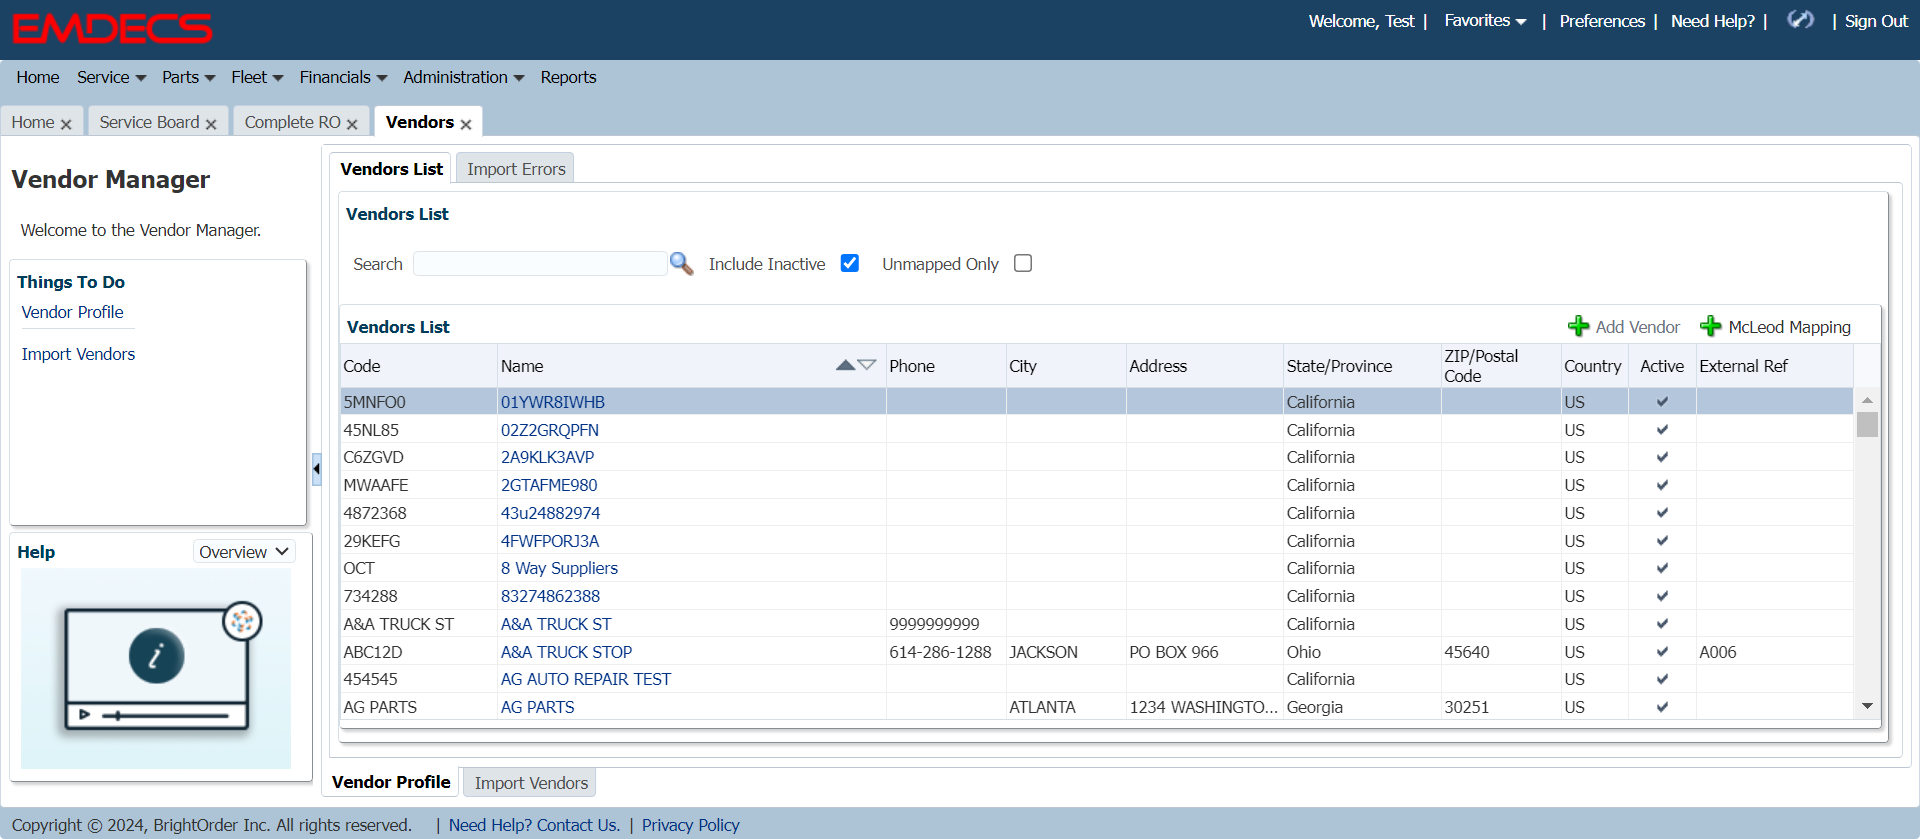 EMDECS
Welcome, Test | Favorites | Preferences | Need Help? | | Sign Out
Home Service Parts Fleet Financials Administration Reports
Home Service Board Complete RO Vendors
Vendor Manager
Welcome to the Vendor Manager.
Things To Do
Vendor Profile
Import Vendors
Help Overview
i
Vendors List Import Errors
Vendors List
Search Include Inactive Unmapped Only
Vendors List Add Vendor McLeod Mapping
Code Name Phone City Address State/Province ZIP/Postal Code Country Active External Ref
5MNFO0 01YWR8IWHB California US
45NL85 02Z2GRQPFN California US
C6ZGVD 2A9KLK3AVP California US
MWAAFE 2GTAFME980 California US
4872368 43u24882974 California US
29KEFG 4FWFPORJ3A California US
OCT 8 Way Suppliers California US
734288 83274862388 California US
A&A TRUCK ST A&A TRUCK ST 9999999999 California US
ABC12D A&A TRUCK STOP 614-286-1288 JACKSON PO BOX 966 Ohio 45640 US A006
454545 AG AUTO REPAIR TEST California US
AG PARTS AG PARTS ATLANTA 1234 WASHINGTO... Georgia 30251 US
Vendor Profile Import Vendors
Copyright © 2024, BrightOrder Inc. All rights reserved. | Need Help? Contact Us. | Privacy Policy